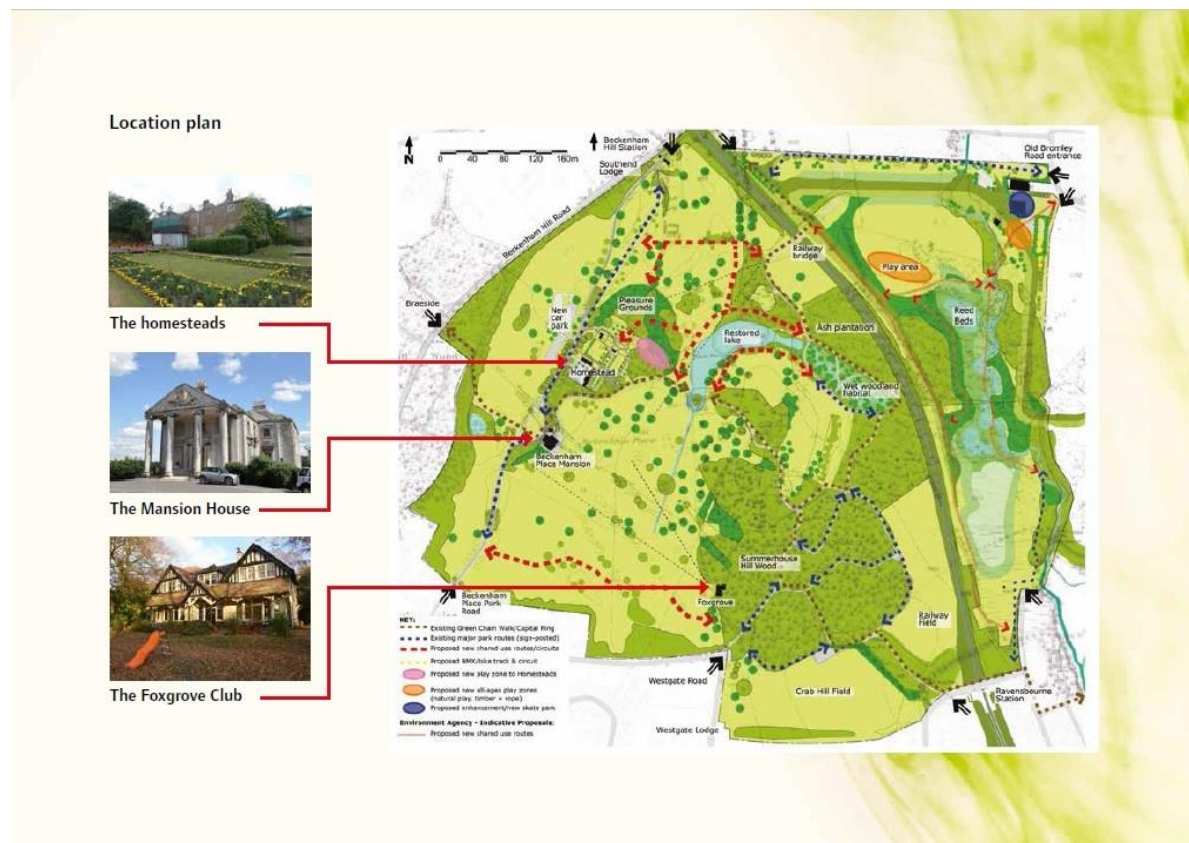 Location plan
The homesteads
The Mansion House
The Foxgrove Club
N
0 40 80 120 160m
Beckenham
Hill Station
Southend
Lodge
Old Bromley
Road entrance
Beckenham Hill Road
Railway
bridge
Play area
Braeside
New
car
park
Pleasure
Grounds
Restored
lake
Ash plantation
Reed
Beds
Homestead
Wet woodland
habitat
Beckenham
Place Mansion
Summerhouse
Hill Wood
Foxgrove
Beckenham
Place Park
Road
Railway
Field
Westgate Road
Crab Hill Field
Ravensbourne
Station
Westgate Lodge
KEY:
Existing Green Chain Walk/Capital Ring
Existing major park routes (sign-posted)
Proposed new shared use routes/circuits
Proposed BMX/bike track & circuit
Proposed new play zone to Homesteads
Proposed new all-ages play zones
(natural play, timber + rope)
Proposed enhancement/new skate park
Environment Agency - Indicative Proposals:
Proposed new shared use routes